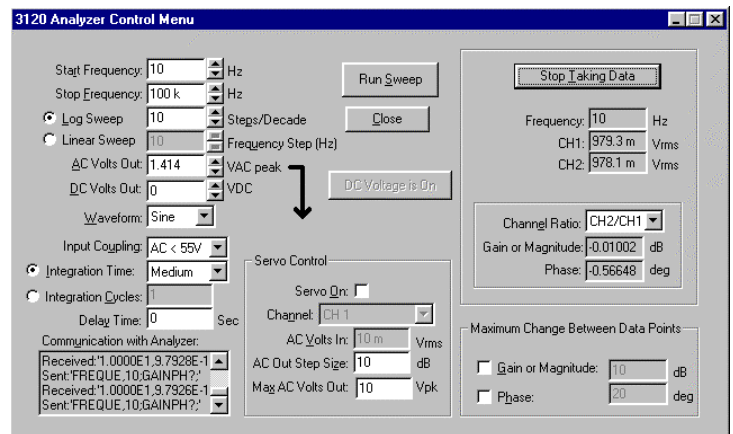 3120 Analyzer Control Menu
Start Frequency: 10 Hz
Stop Frequency: 100 k Hz
Log Sweep 10 Steps/Decade
Linear Sweep 10 Frequency Step (Hz)
AC Volts Out: 1.414 VAC peak
DC Volts Out: 0 VDC
Waveform: Sine
Input Coupling: AC < 55V
Integration Time: Medium
Integration Cycles: 1
Delay Time: 0 Sec
Communication with Analyzer:
Received:'1.0000E1,9.7928E-1
Sent:'FREQUE,10;GAINPH?;'
Received:'1.0000E1,9.7926E-1
Sent:'FREQUE,10;GAINPH?;'
Run Sweep
Close
DC Voltage is On
Servo Control
Servo On:
Channel: CH 1
AC Volts In: 10 m Vrms
AC Out Step Size: 10 dB
Max AC Volts Out: 10 Vpk
Stop Taking Data
Frequency: 10 Hz
CH1: 979.3 m Vrms
CH2: 978.1 m Vrms
Channel Ratio: CH2/CH1
Gain or Magnitude: -0.01002 dB
Phase: -0.56648 deg
Maximum Change Between Data Points
Gain or Magnitude: 10 dB
Phase: 20 deg